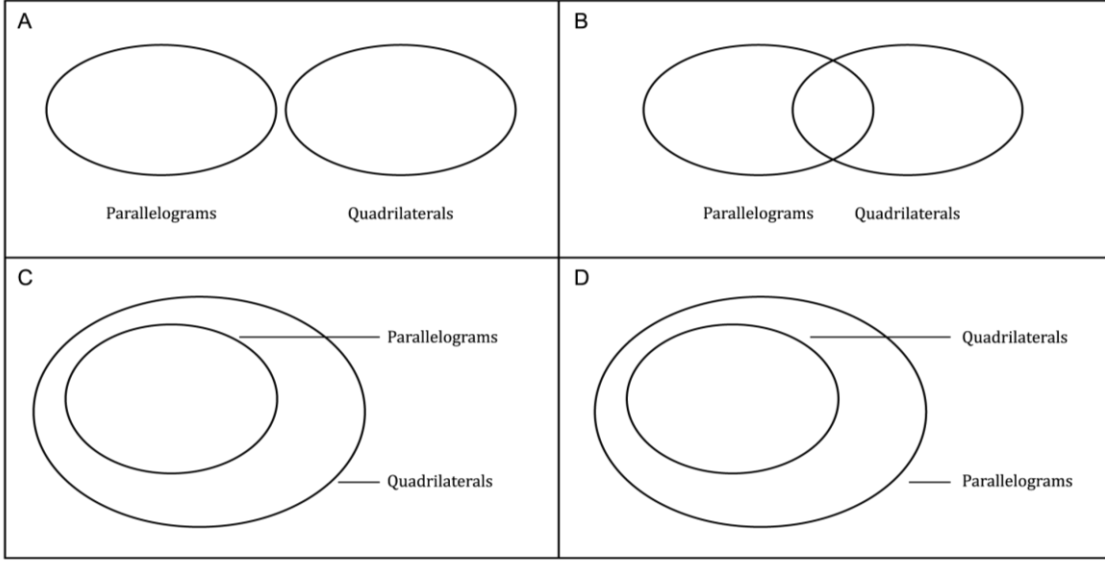 A
Parallelograms Quadrilaterals
B
Parallelograms Quadrilaterals
C
Parallelograms
Quadrilaterals
D
Quadrilaterals
Parallelograms